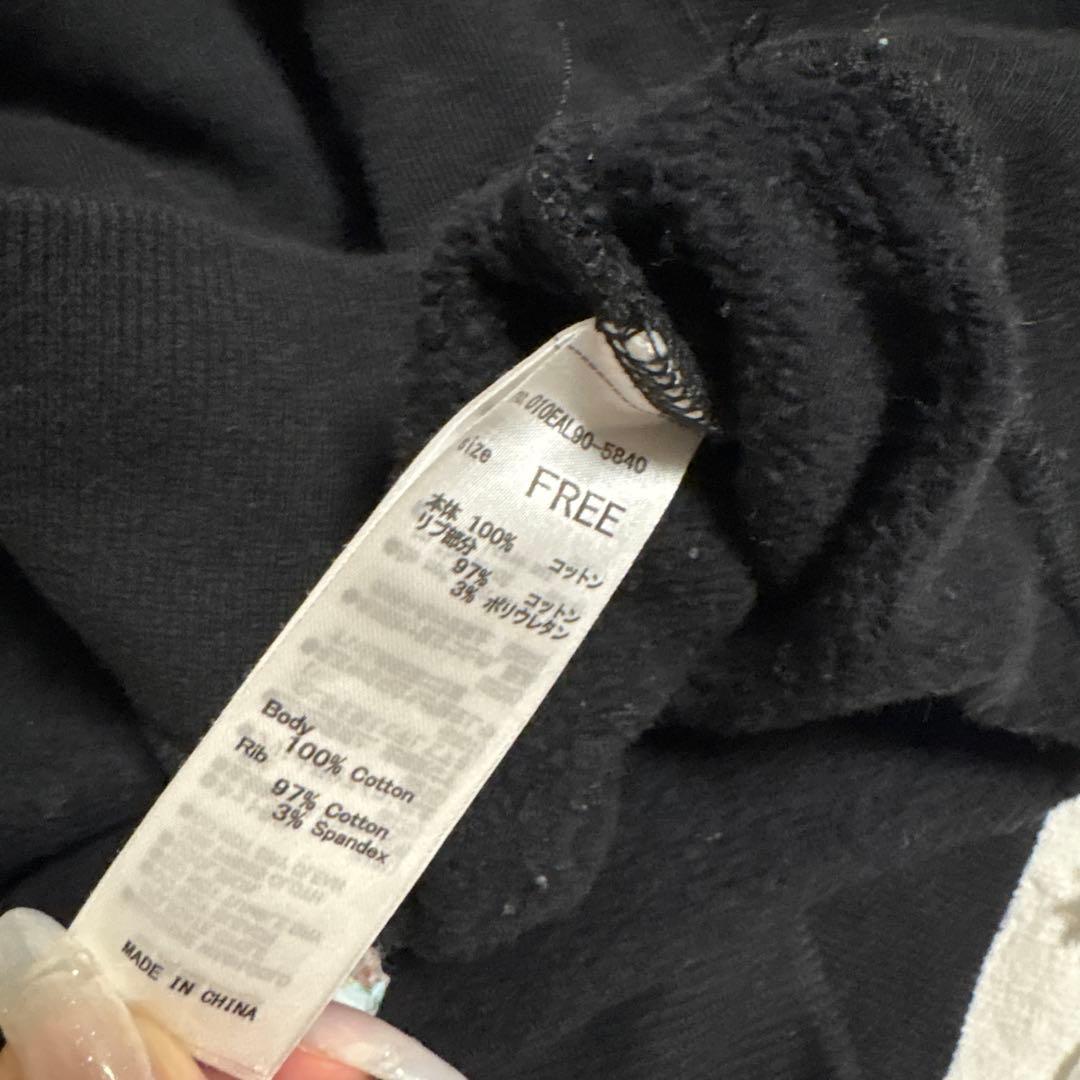 no. 010EAL90-5840
size
FREE
本体 100% コットン
リブ部分
97% コットン
3% ポリウレタン
Body
100% Cotton
Rib
97% Cotton
3% Spandex
MADE IN CHINA